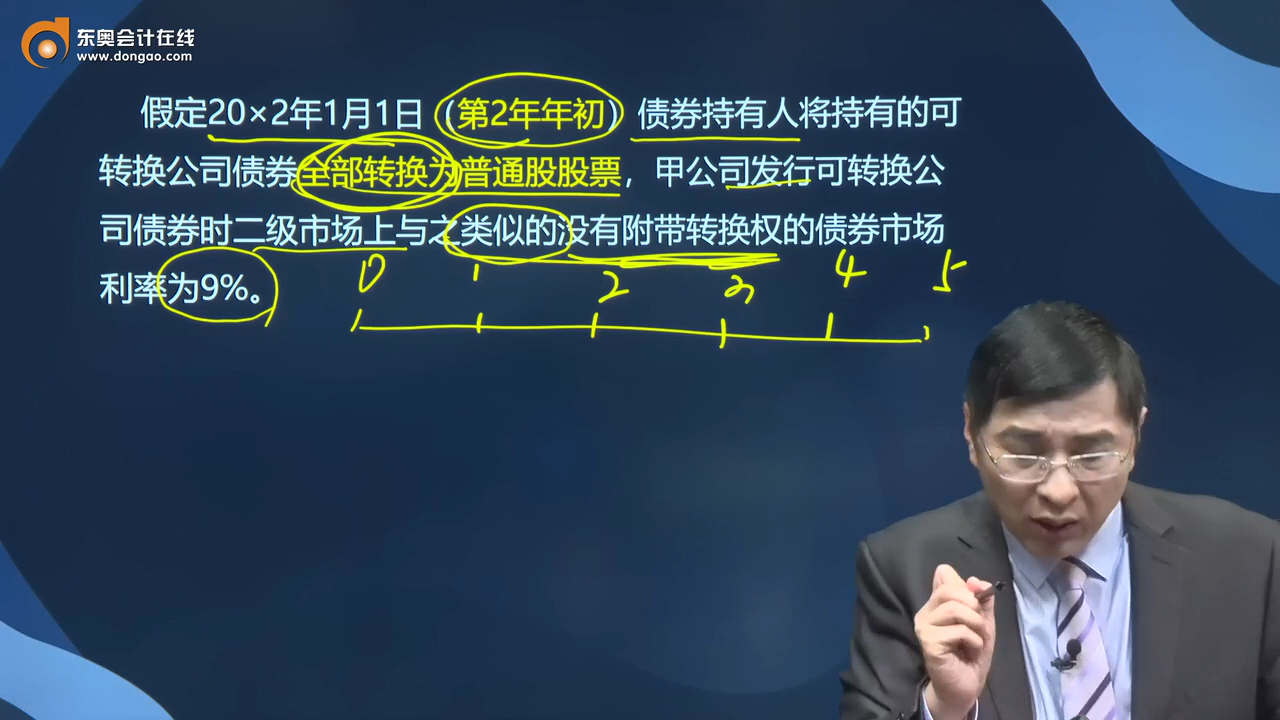 东奥会计在线
www.dongao.com
假定20×2年1月1日（第2年年初）债券持有人将持有的可
转换公司债券全部转换为普通股股票，甲公司发行可转换公
司债券时二级市场上与之类似的没有附带转换权的债券市场
利率为9%。
0 1 2 3 4 5